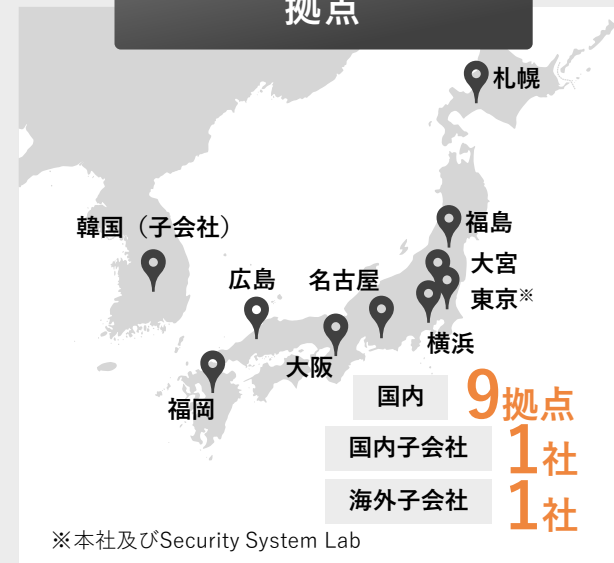 拠点
札幌
福島
韓国（子会社）
大宮
広島
名古屋
東京※
横浜
大阪
福岡
国内 9拠点
国内子会社 1社
海外子会社 1社
※本社及びSecurity System Lab